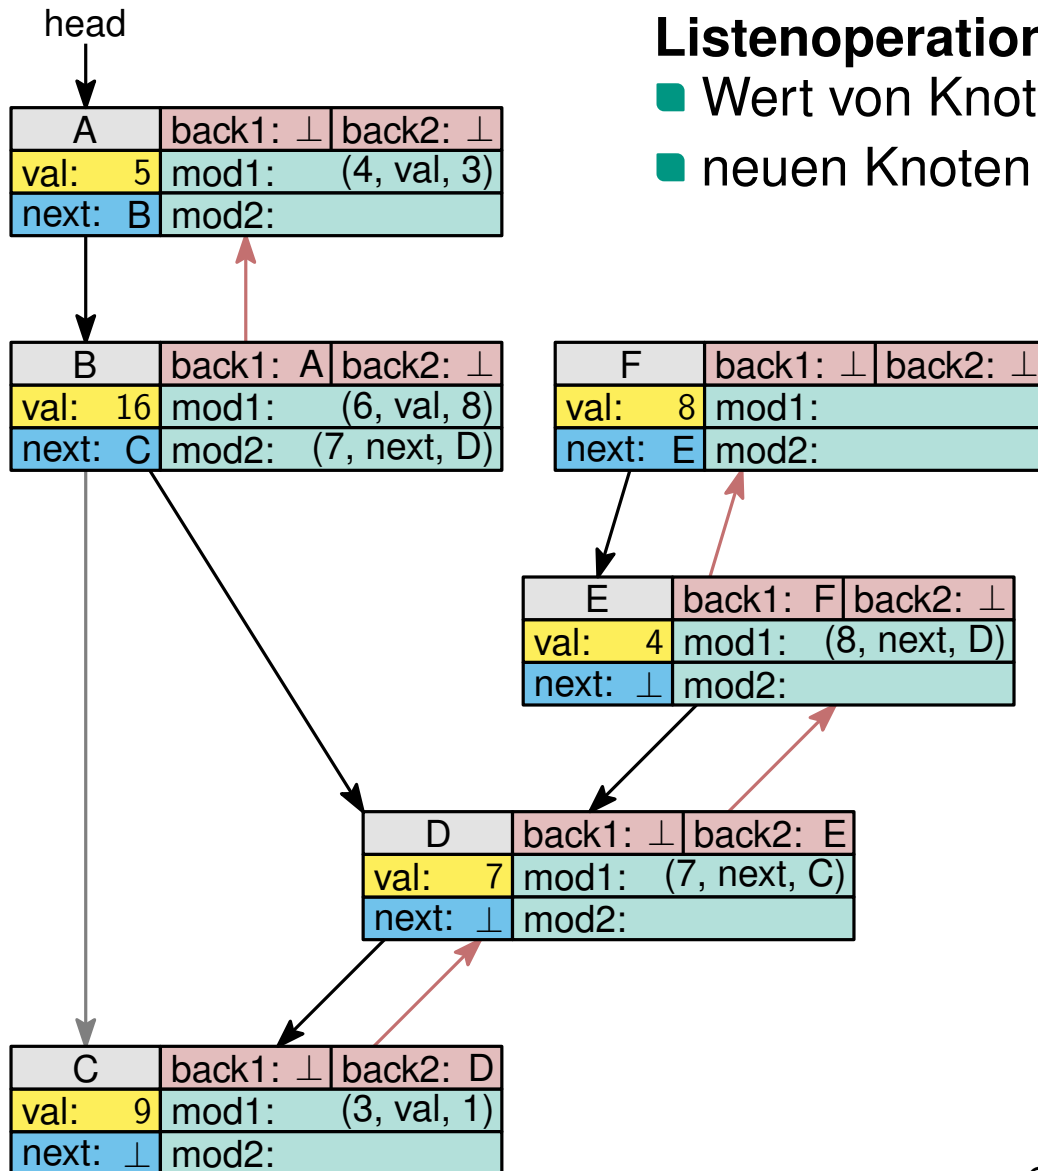 head
Listenoperation
Wert von Knot
neuen Knoten
A back1: ⊥ back2: ⊥
val: 5 mod1: (4, val, 3)
next: B mod2:
B back1: A back2: ⊥
val: 16 mod1: (6, val, 8)
next: C mod2: (7, next, D)
F back1: ⊥ back2: ⊥
val: 8 mod1:
next: E mod2:
E back1: F back2: ⊥
val: 4 mod1: (8, next, D)
next: ⊥ mod2:
D back1: ⊥ back2: E
val: 7 mod1: (7, next, C)
next: ⊥ mod2:
C back1: ⊥ back2: D
val: 9 mod1: (3, val, 1)
next: ⊥ mod2: